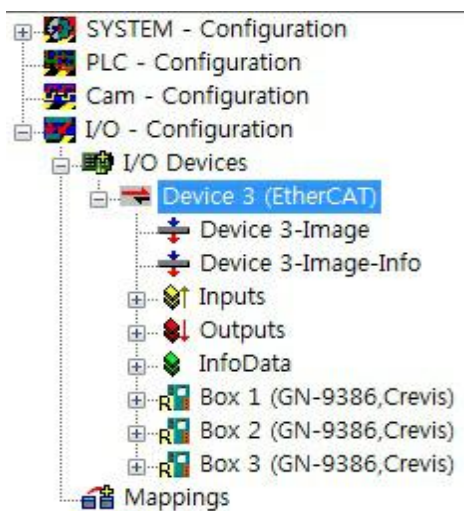 SYSTEM - Configuration
PLC - Configuration
Cam - Configuration
I/O - Configuration
I/O Devices
Device 3 (EtherCAT)
Device 3-Image
Device 3-Image-Info
Inputs
Outputs
InfoData
R Box 1 (GN-9386,Crevis)
R Box 2 (GN-9386,Crevis)
R Box 3 (GN-9386,Crevis)
Mappings